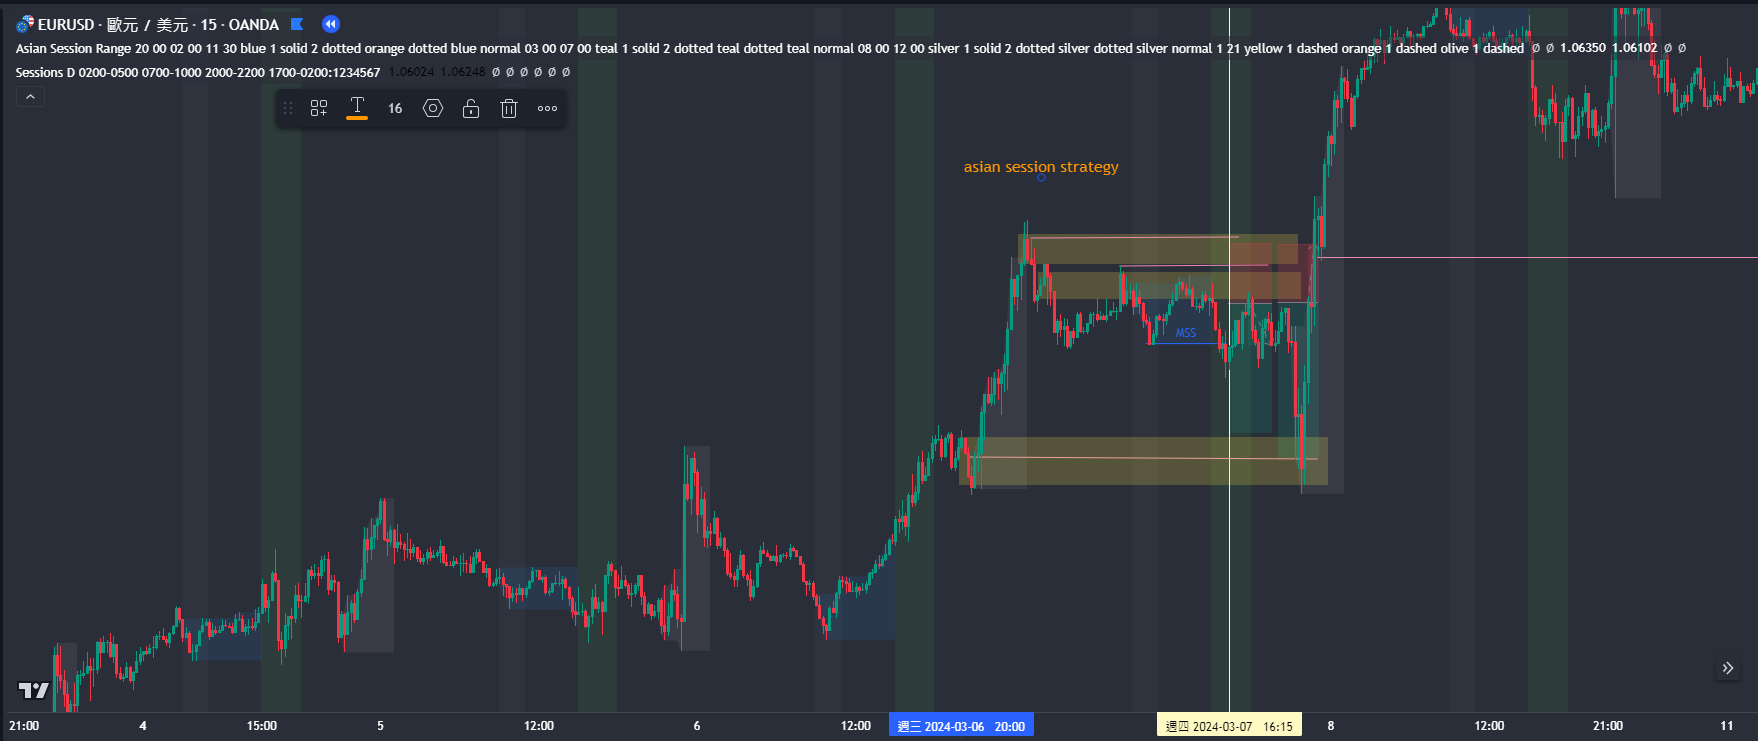 EURUSD · 歐元 / 美元 · 15 · OANDA
Asian Session Range 20 00 02 00 11 30 blue 1 solid 2 dotted orange dotted blue normal 03 00 07 00 teal 1 solid 2 dotted teal dotted teal normal 08 00 12 00 silver 1 solid 2 dotted silver dotted silver normal 1 21 yellow 1 dashed orange 1 dashed olive 1 dashed Ø Ø 1.06350 1.06102 Ø Ø
Sessions D 0200-0500 0700-1000 2000-2200 1700-0200:1234567 1.06024 1.06248 Ø Ø Ø Ø Ø Ø
T 16
asian session strategy
MSS
21:00 4 15:00 5 12:00 6 12:00 週三 2024-03-06 20:00 週四 2024-03-07 16:15 8 12:00 21:00 11